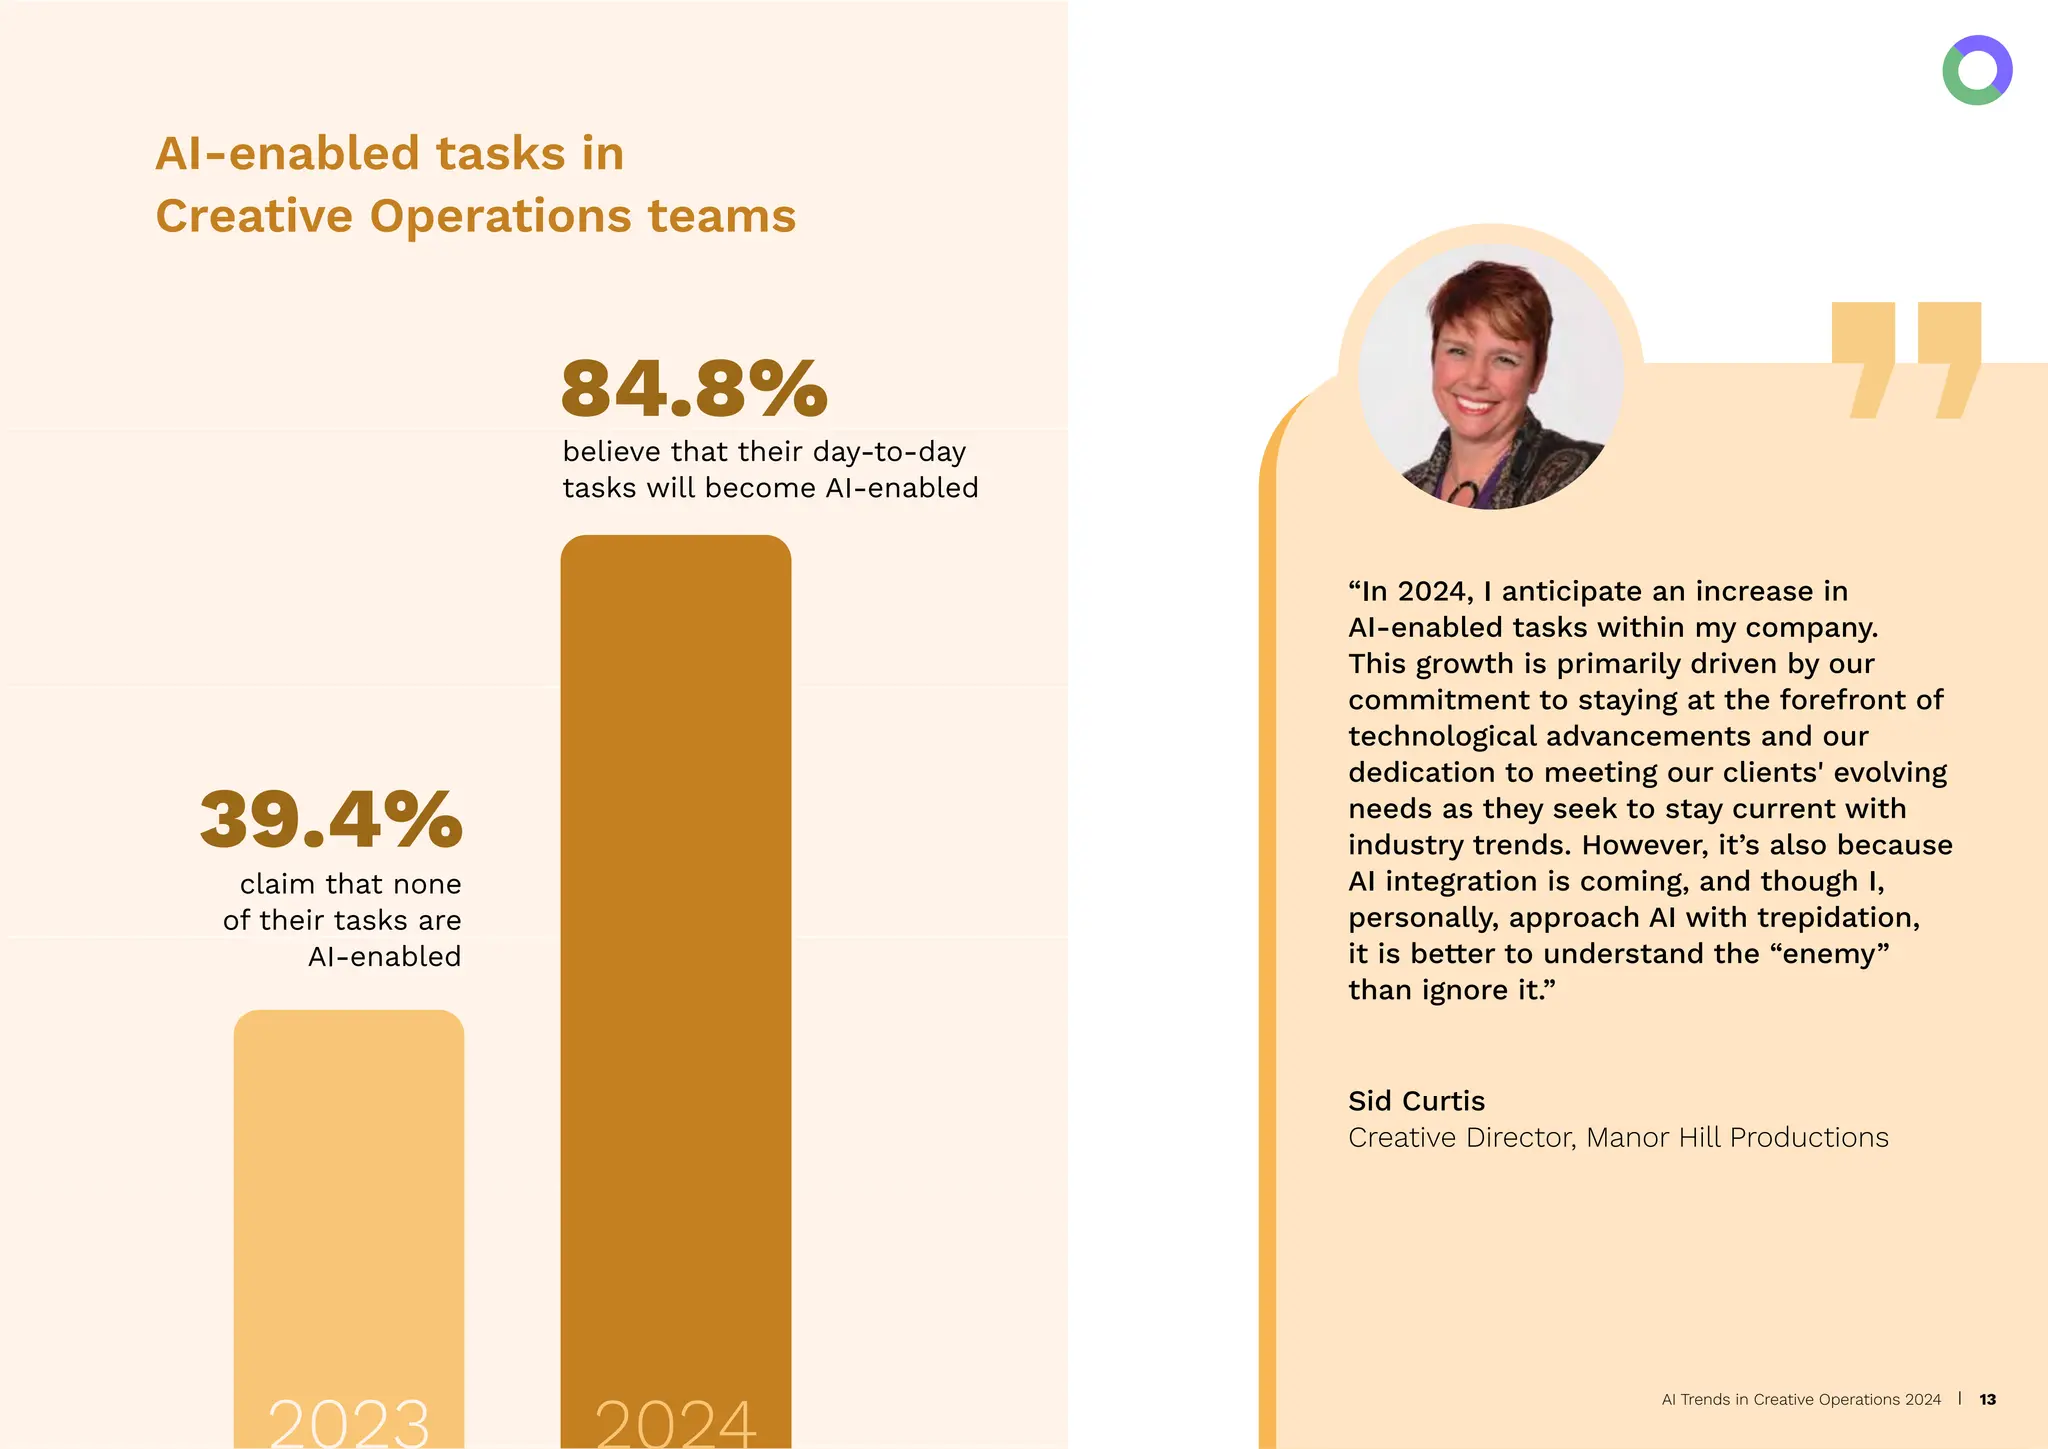 AI-enabled tasks in
Creative Operations teams
84.8%
believe that their day-to-day
tasks will become AI-enabled
39.4%
claim that none
of their tasks are
AI-enabled
2023
2024
”
“In 2024, I anticipate an increase in
AI-enabled tasks within my company.
This growth is primarily driven by our
commitment to staying at the forefront of
technological advancements and our
dedication to meeting our clients' evolving
needs as they seek to stay current with
industry trends. However, it’s also because
AI integration is coming, and though I,
personally, approach AI with trepidation,
it is better to understand the “enemy”
than ignore it.”
Sid Curtis
Creative Director, Manor Hill Productions
AI Trends in Creative Operations 2024 | 13